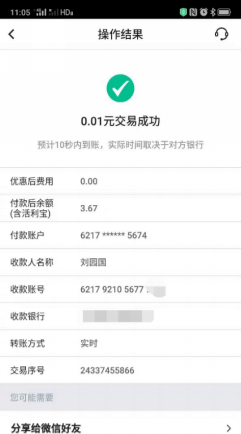 11:05 HD
操作结果
0.01元交易成功
预计10秒内到账，实际时间取决于对方银行
优惠后费用 0.00
付款后余额 3.67
(含活利宝)
付款账户 6217 ****** 5674
收款人名称 刘园国
收款账号 6217 9210 5677
收款银行
转账方式 实时
交易序号 24337455866
您可能需要
分享给微信好友